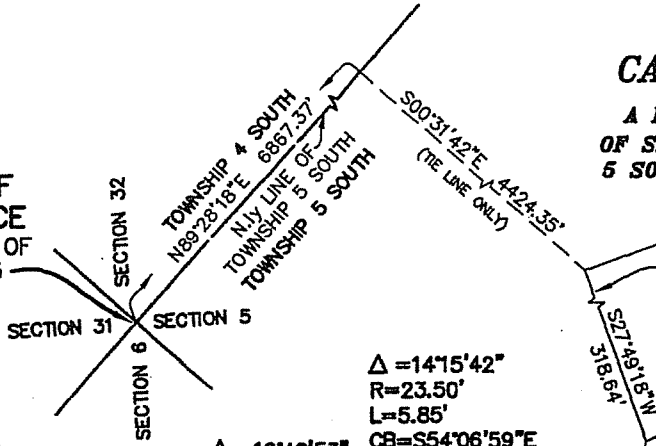 CA
A
OF S
5 SO
TOWNSHIP 4 SOUTH
N89°28'18"E 6867.37'
N.ly LINE OF
TOWNSHIP 5 SOUTH
TOWNSHIP 5 SOUTH
S00°31'42"E 4424.35'
(TIE LINE ONLY)
F
CE
OF
SECTION 32
SECTION 31
SECTION 5
SECTION 6
S27°49'18"W
318.64'
Δ =14°15'42"
R=23.50'
L=5.85'
CB=S54°06'59"E